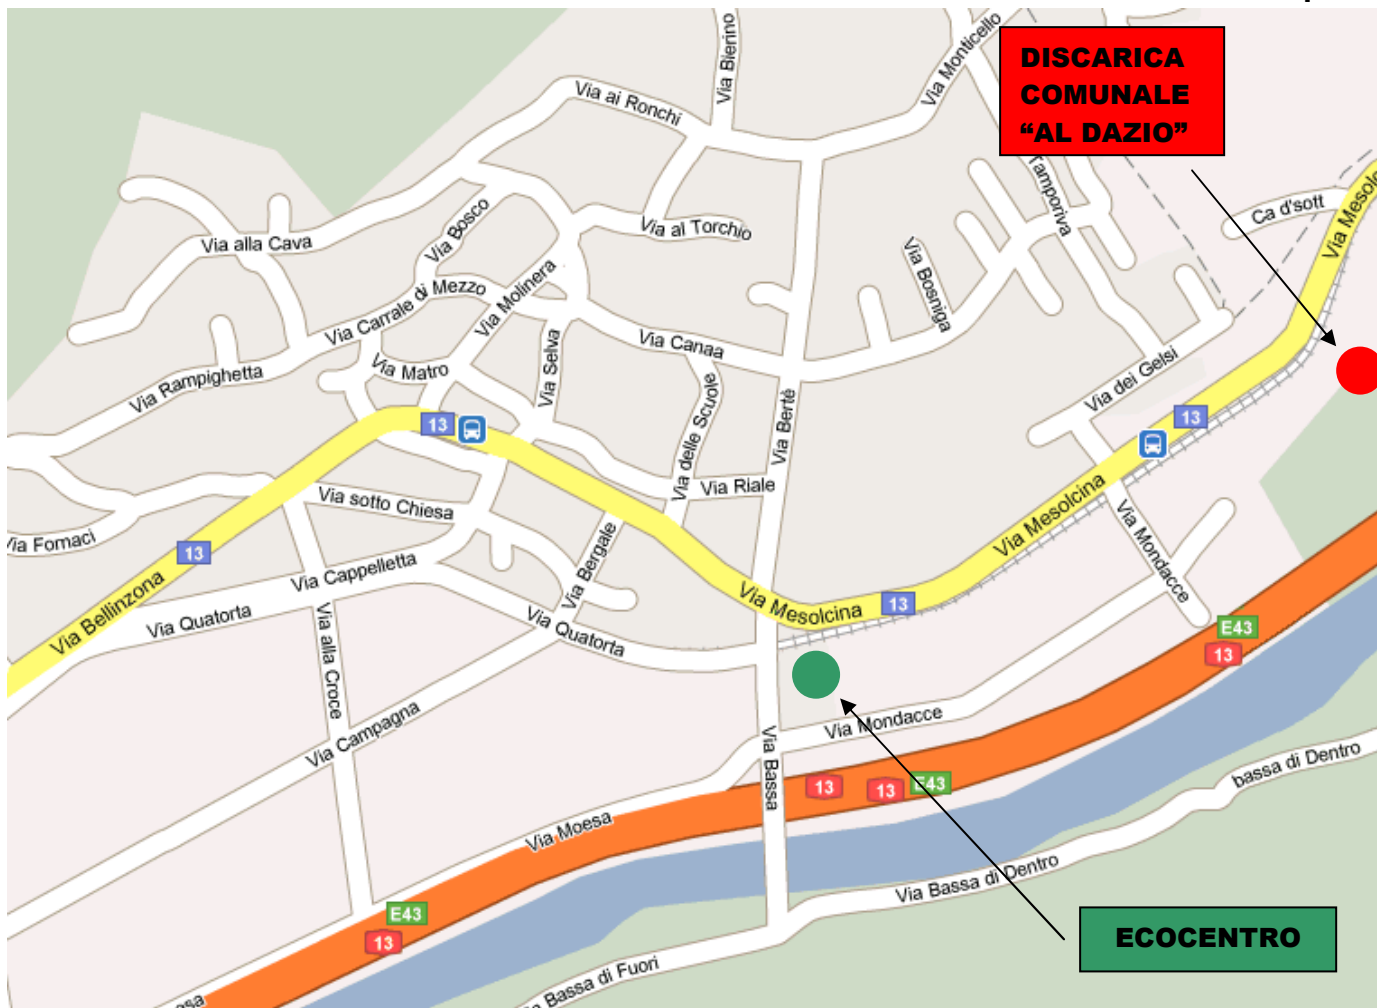 DISCARICA
COMUNALE
“AL DAZIO”
Via Bierino
Via Monticello
Via ai Ronchi
Tamporiva
Ca d'sott
Via Mesolc
Via al Torchio
Via Bosco
Via alla Cava
Via Bosniga
Via Molinera
Via Carrale di Mezzo
Via Canaa
Via Selva
Via Matro
Via Rampighetta
Via delle Scuole
Via Bertè
Via dei Gelsi
13
13
Via Riale
Via sotto Chiesa
Via Mesolcina
Via Mondacce
Via Fornaci
13
Via Bellinzona
Via Cappelletta
Via Bergale
Via Quatorta
Via Quatorta
Via Mesolcina
13
E43
13
Via alla Croce
Via Campagna
Via Mondacce
Via Bassa
13
13
E43
bassa di Dentro
Via Moesa
Via Bassa di Dentro
E43
13
ECOCENTRO
a Bassa di Fuori
esa